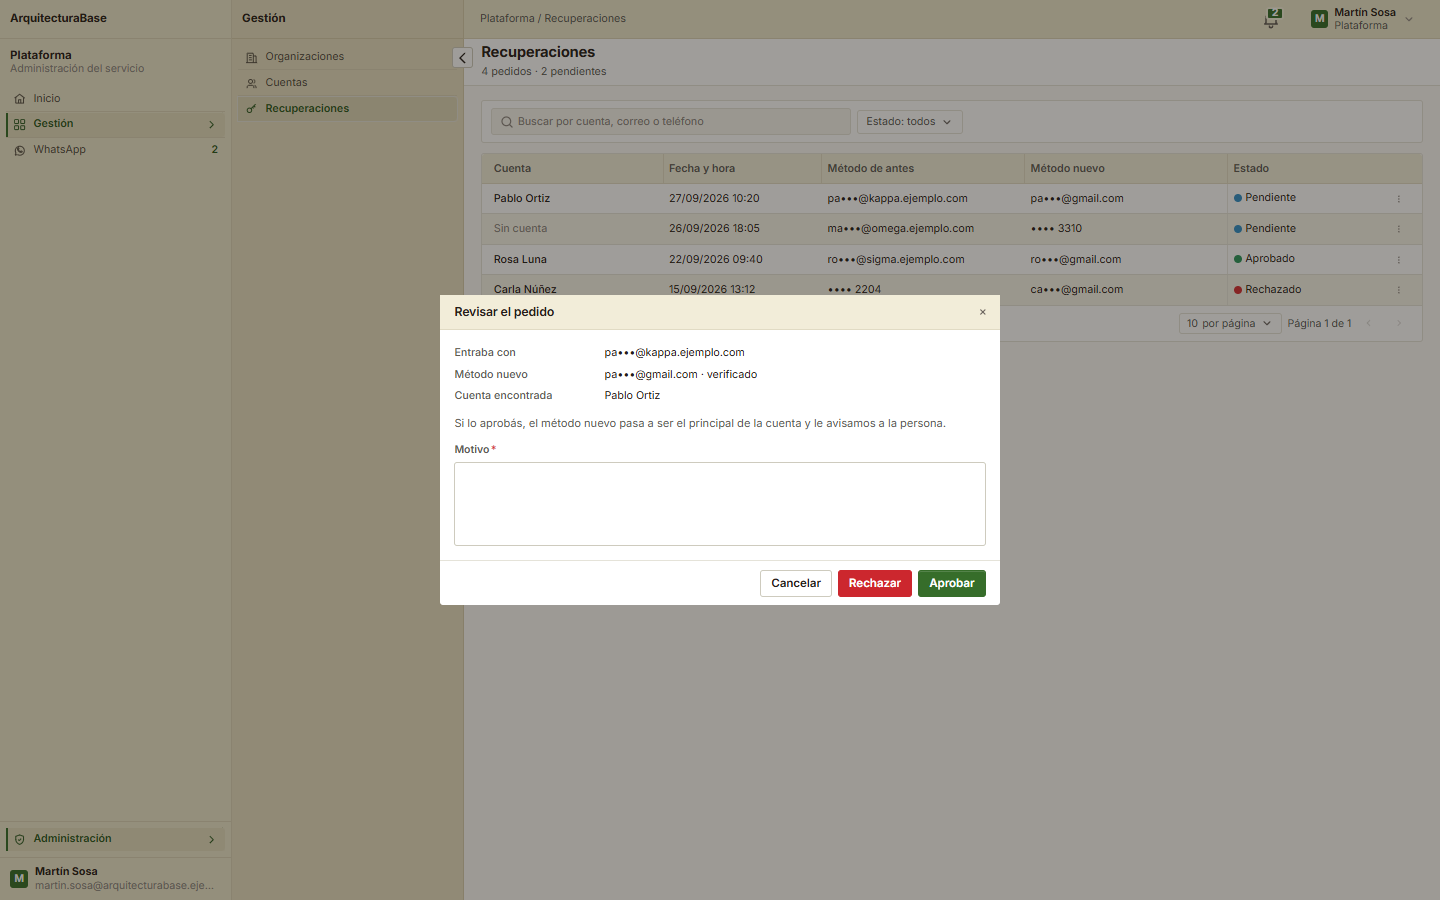 ArquitecturaBase
Plataforma
Administración del servicio
Inicio
Gestión
WhatsApp 2
Administración
M Martín Sosa
martin.sosa@arquitecturabase.eje...
Gestión
Organizaciones
Cuentas
Recuperaciones
Plataforma / Recuperaciones
2
M Martín Sosa
Plataforma
Recuperaciones
4 pedidos · 2 pendientes
Buscar por cuenta, correo o teléfono
Estado: todos
Cuenta Fecha y hora Método de antes Método nuevo Estado
Pablo Ortiz 27/09/2026 10:20 pa•••@kappa.ejemplo.com pa•••@gmail.com Pendiente
Sin cuenta 26/09/2026 18:05 ma•••@omega.ejemplo.com •••• 3310 Pendiente
Rosa Luna 22/09/2026 09:40 ro•••@sigma.ejemplo.com ro•••@gmail.com Aprobado
Carla Núñez 15/09/2026 13:12 •••• 2204 ca•••@gmail.com Rechazado
10 por página Página 1 de 1
Revisar el pedido ×
Entraba con pa•••@kappa.ejemplo.com
Método nuevo pa•••@gmail.com · verificado
Cuenta encontrada Pablo Ortiz
Si lo aprobás, el método nuevo pasa a ser el principal de la cuenta y le avisamos a la persona.
Motivo*
Cancelar Rechazar Aprobar